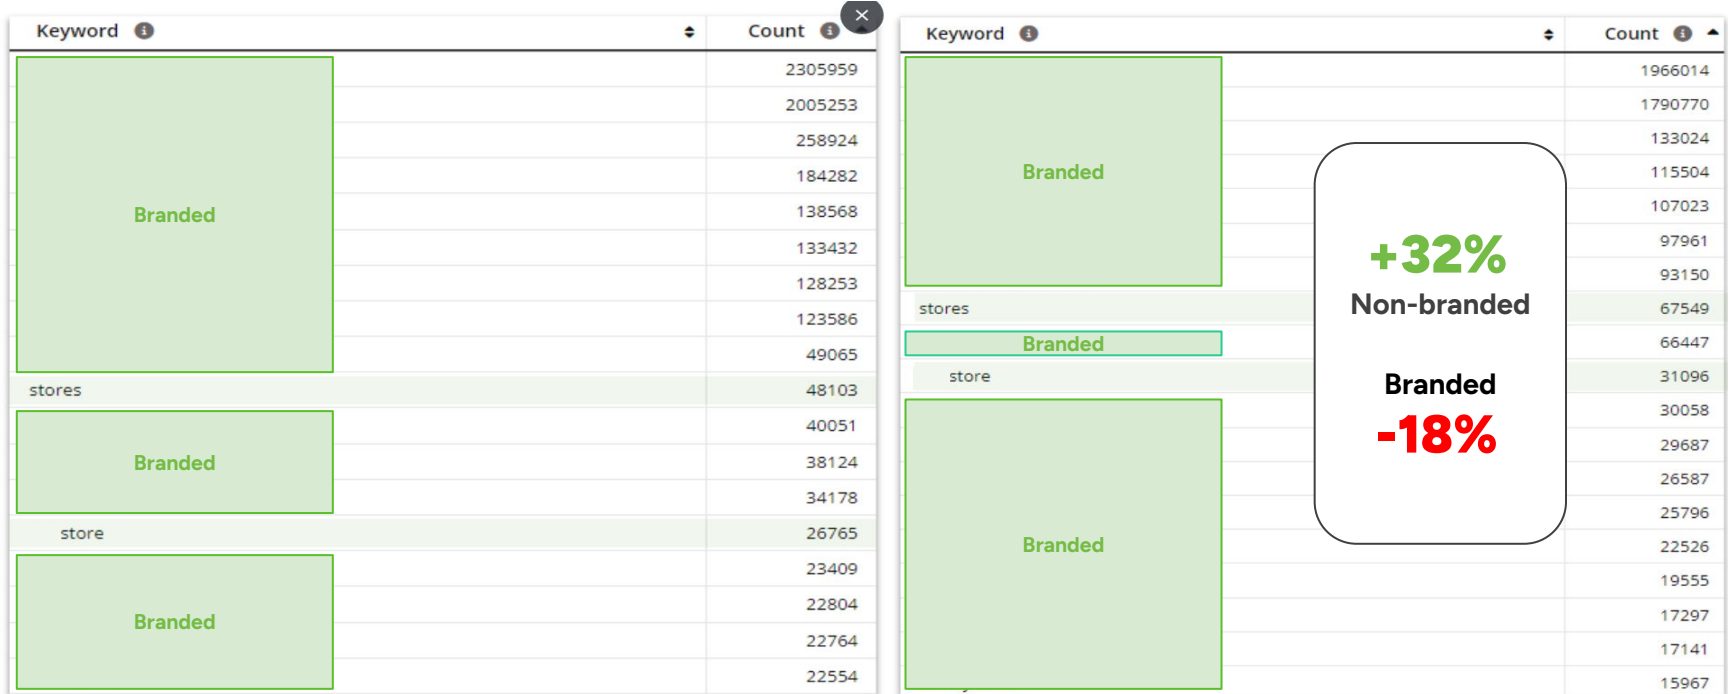 Keyword Count
2305959
2005253
258924
184282
138568
133432
128253
123586
49065
Branded
stores 48103
40051
38124
34178
Branded
store 26765
23409
22804
22764
22554
Branded
Keyword Count
1966014
1790770
133024
115504
107023
97961
93150
Branded
stores 67549
Branded 66447
store 31096
30058
29687
26587
25796
22526
19555
17297
17141
15967
Branded
+32%
Non-branded
Branded
-18%